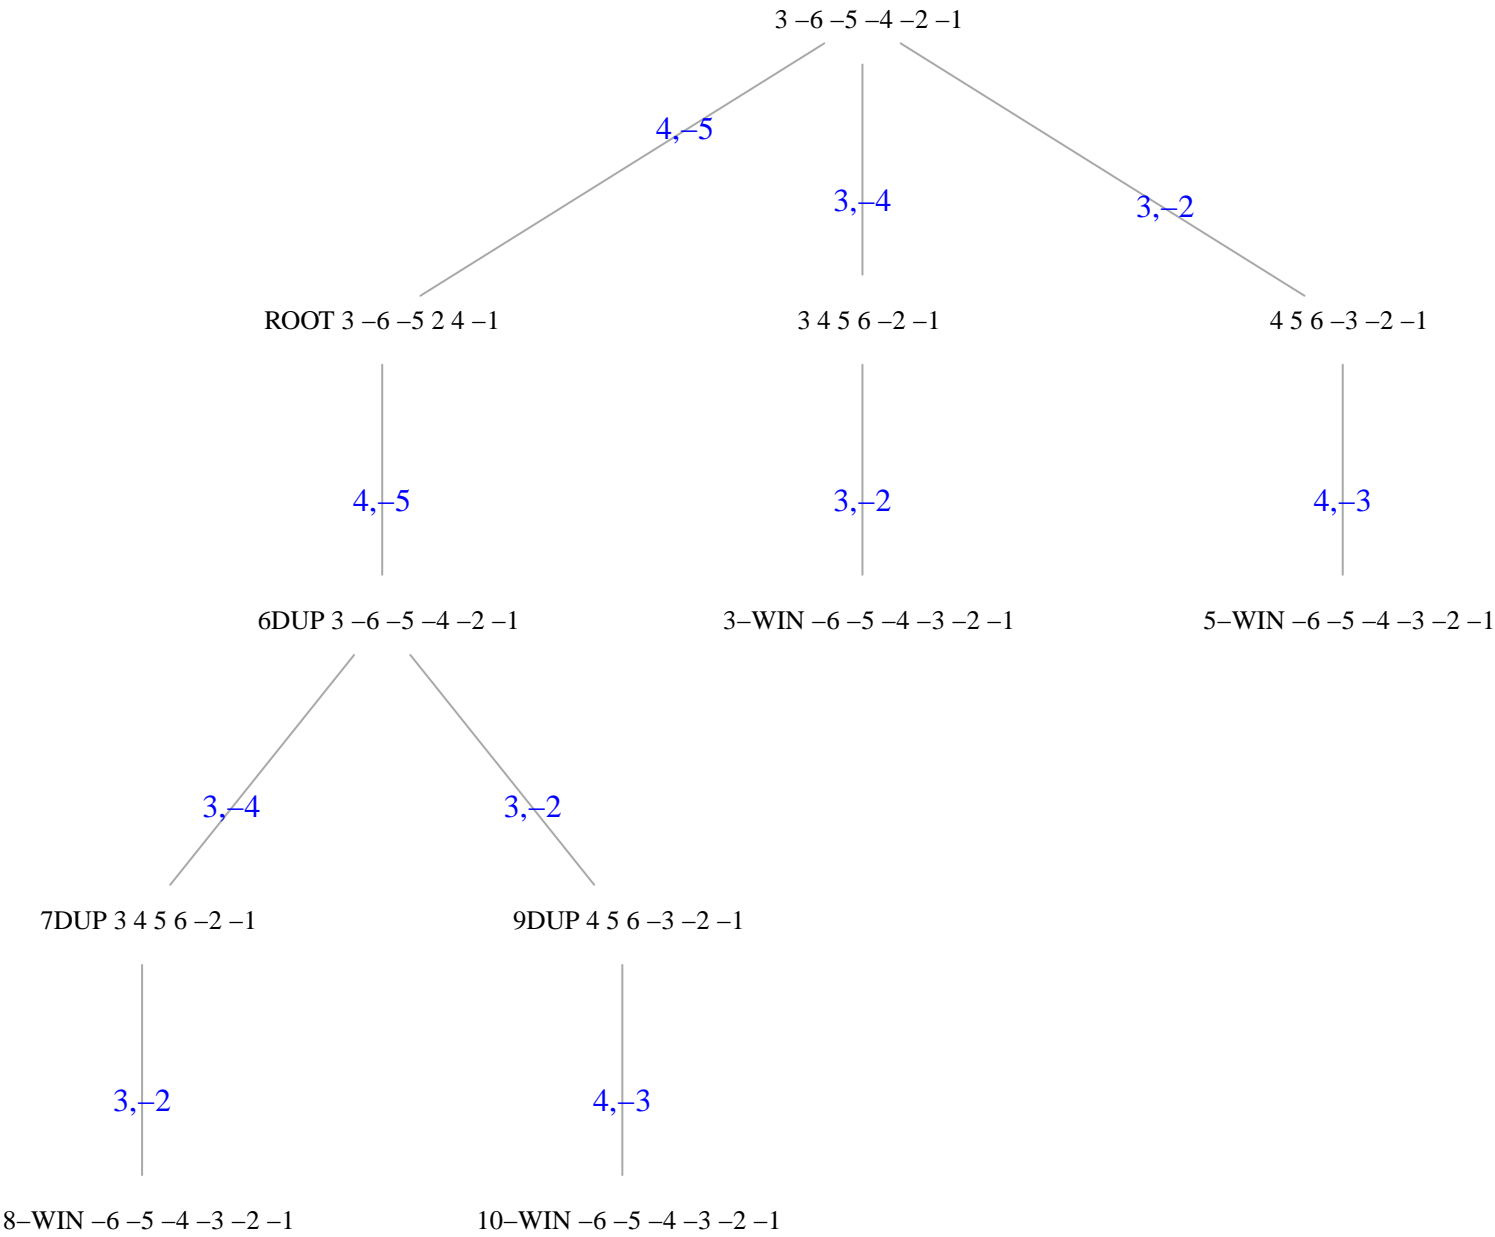 3 –6 –5 –4 –2 –1
4,–5
3,–4
3,–2
ROOT 3 –6 –5 2 4 –1
3 4 5 6 –2 –1
4 5 6 –3 –2 –1
4,–5
3,–2
4,–3
6DUP 3 –6 –5 –4 –2 –1
3–WIN –6 –5 –4 –3 –2 –1
5–WIN –6 –5 –4 –3 –2 –1
3,–4
3,–2
7DUP 3 4 5 6 –2 –1
9DUP 4 5 6 –3 –2 –1
3,–2
4,–3
8–WIN –6 –5 –4 –3 –2 –1
10–WIN –6 –5 –4 –3 –2 –1